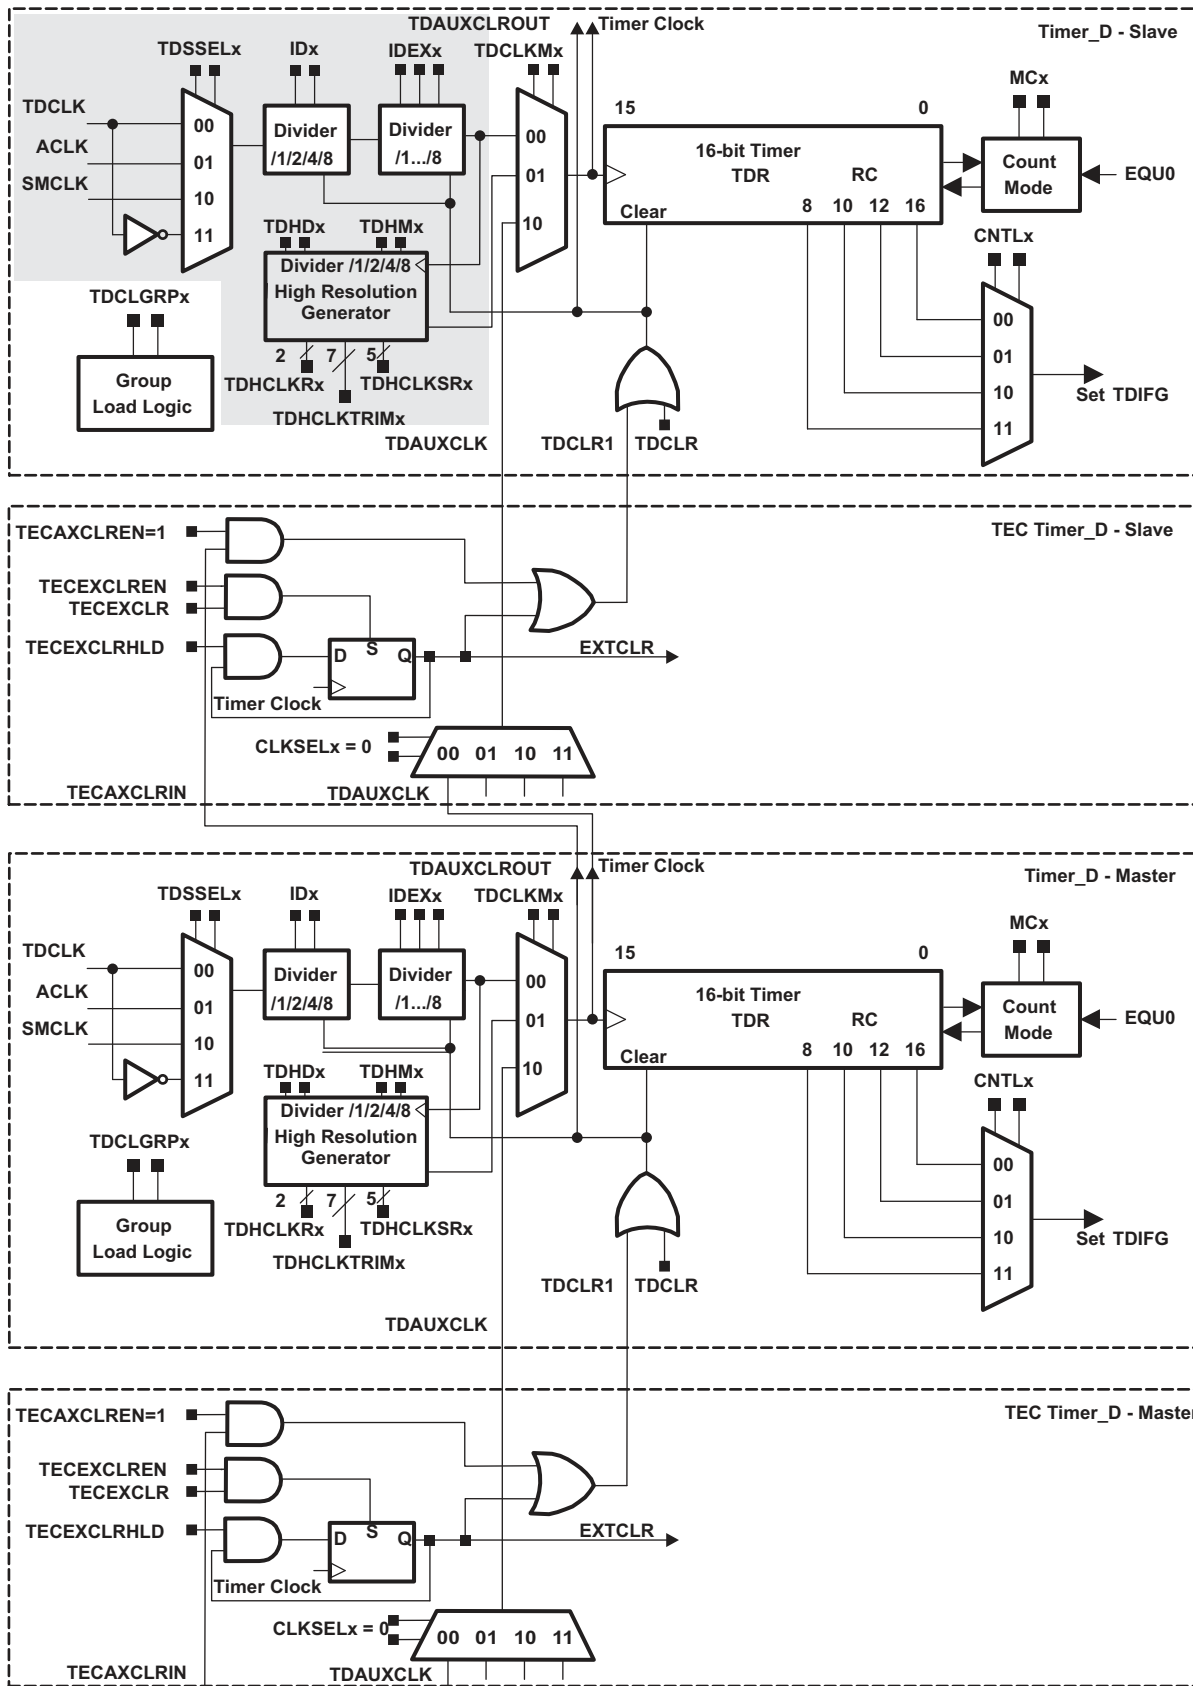 TDAUXCLROUT Timer Clock
Timer_D - Slave
TDSSELx IDx IDEXx TDCLKMx
MCx
TDCLK
ACLK
SMCLK
00
01
10
11
Divider
/1/2/4/8
Divider
/1.../8
00
01
10
15 0
16-bit Timer
TDR RC
Clear 8 10 12 16
Count
Mode
EQU0
TDHDx TDHMx
Divider /1/2/4/8
High Resolution
Generator
CNTLx
00
01
10
11
Set TDIFG
TDCLGRPx
Group
Load Logic
2 7 5
TDHCLKRx TDHCLKSRx
TDHCLKTRIMx
TDAUXCLK TDCLR1 TDCLR
TECAXCLREN=1
TEC Timer_D - Slave
TECEXCLREN
TECEXCLR
TECEXCLRHLD
D S Q
EXTCLR
Timer Clock
CLKSELx = 0
00 01 10 11
TECAXCLRIN TDAUXCLK
TDAUXCLROUT Timer Clock
Timer_D - Master
TDSSELx IDx IDEXx TDCLKMx
MCx
TDCLK
ACLK
SMCLK
00
01
10
11
Divider
/1/2/4/8
Divider
/1.../8
00
01
10
15 0
16-bit Timer
TDR RC
Clear 8 10 12 16
Count
Mode
EQU0
TDHDx TDHMx
Divider /1/2/4/8
High Resolution
Generator
CNTLx
00
01
10
11
Set TDIFG
TDCLGRPx
Group
Load Logic
2 7 5
TDHCLKRx TDHCLKSRx
TDHCLKTRIMx
TDCLR1 TDCLR
TDAUXCLK
TECAXCLREN=1
TEC Timer_D - Master
TECEXCLREN
TECEXCLR
TECEXCLRHLD
D S Q
EXTCLR
Timer Clock
CLKSELx = 0
00 01 10 11
TECAXCLRIN TDAUXCLK